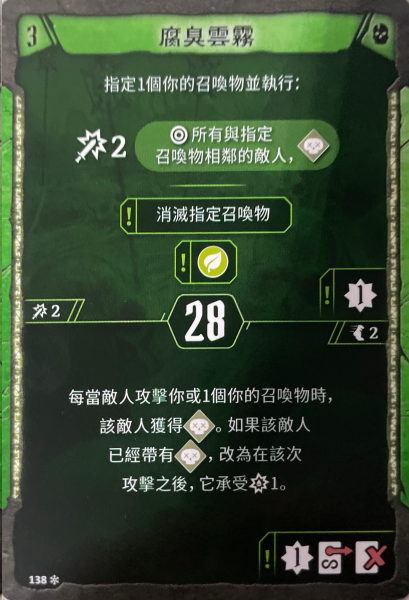 3
腐臭雲霧
指定1個你的召喚物並執行：
2 所有與指定
召喚物相鄰的敵人，
! 消滅指定召喚物
!
! 1
2
28
2
每當敵人攻擊你或1個你的召喚物時，
該敵人獲得。如果該敵人
已經帶有，改為在該次
攻擊之後，它承受1。
! 1 S X
138